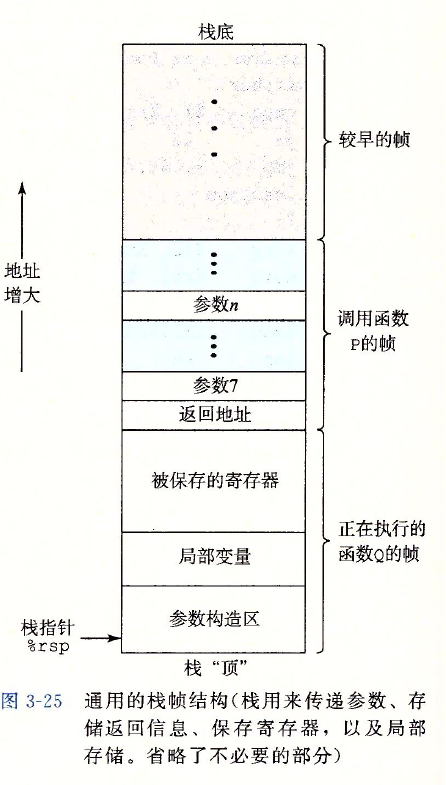 栈底
较早的帧
地址
增大
参数n
调用函数
P的帧
参数7
返回地址
被保存的寄存器
正在执行的
函数Q的帧
局部变量
参数构造区
栈指针
%rsp
栈“顶”
图 3-25 通用的栈帧结构(栈用来传递参数、存
储返回信息、保存寄存器，以及局部
存储。省略了不必要的部分)